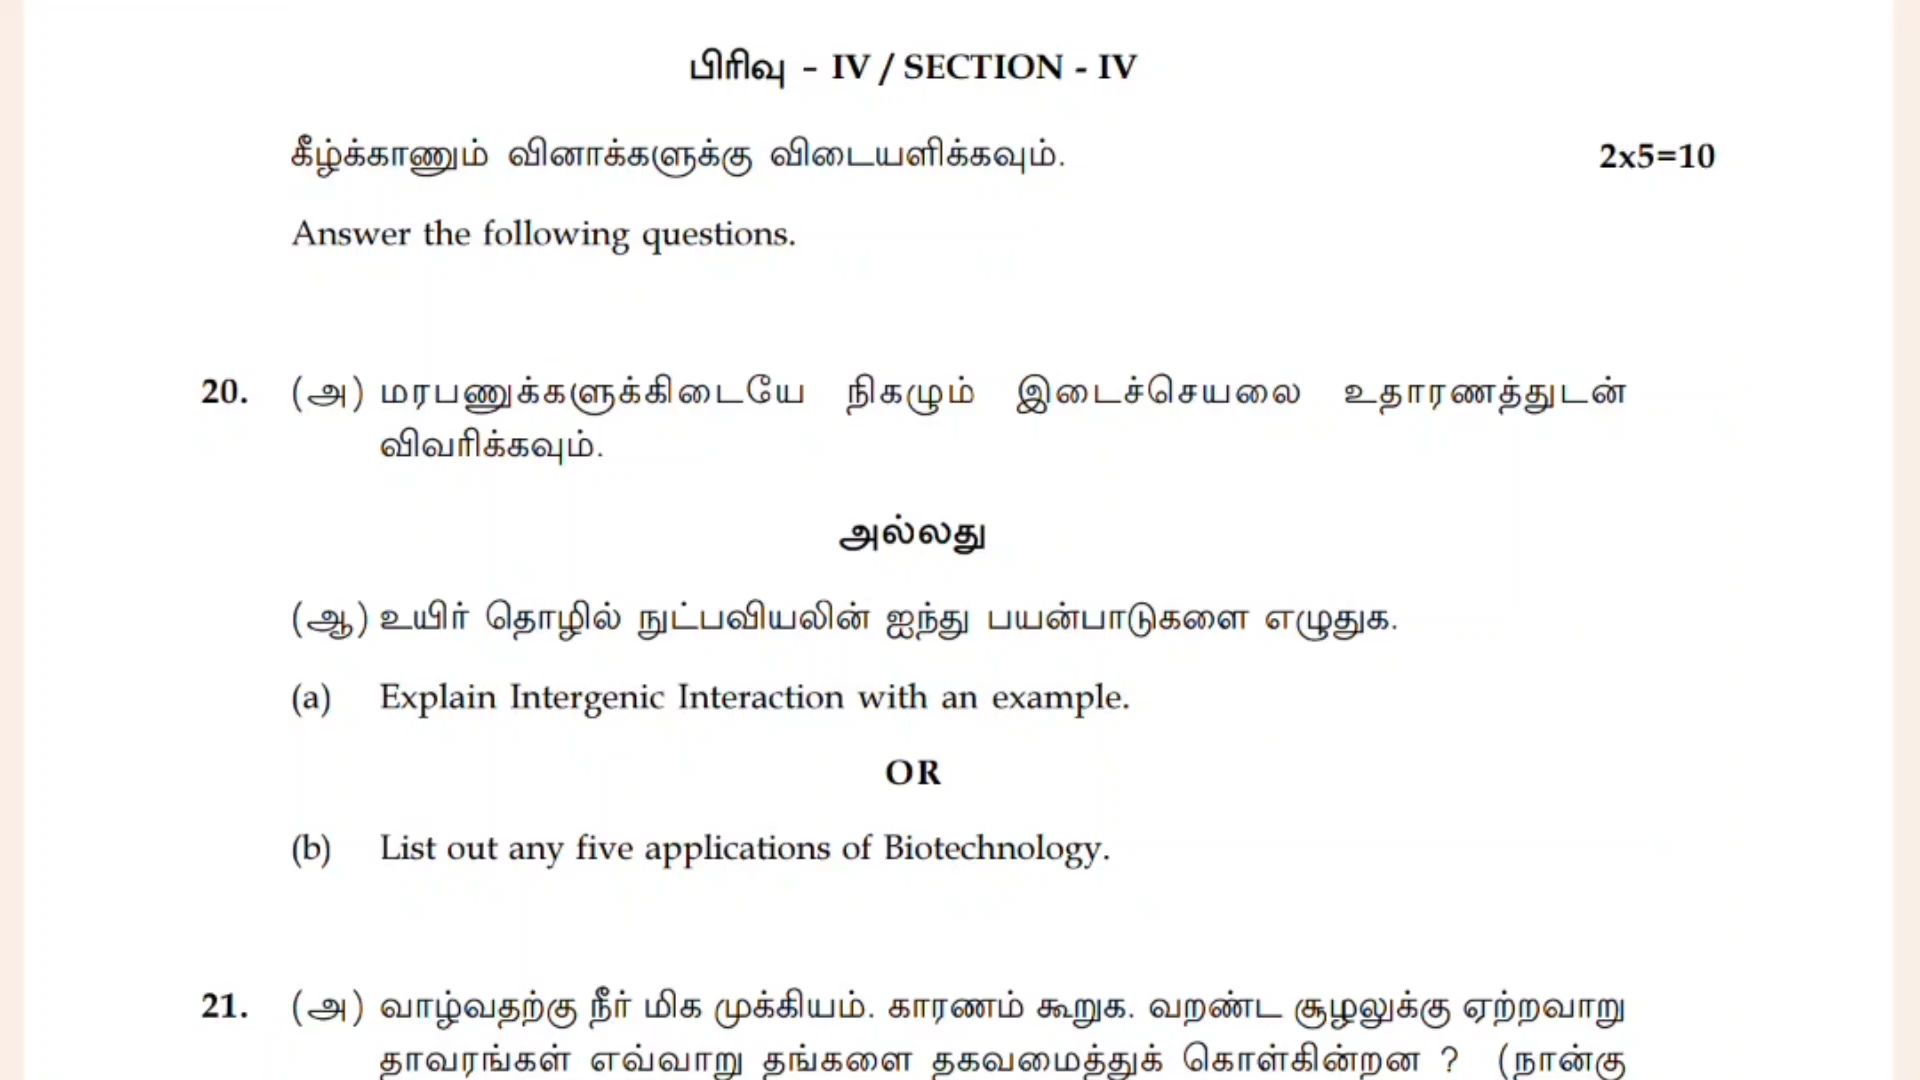 பிரிவு - IV / SECTION - IV
கீழ்க்காணும் வினாக்களுக்கு விடையளிக்கவும். 2x5=10
Answer the following questions.
20. (அ) மரபணுக்களுக்கிடையே நிகழும் இடைச்செயலை உதாரணத்துடன்
விவரிக்கவும்.
அல்லது
(ஆ) உயிர் தொழில் நுட்பவியலின் ஐந்து பயன்பாடுகளை எழுதுக.
(a) Explain Intergenic Interaction with an example.
OR
(b) List out any five applications of Biotechnology.
21. (அ) வாழ்வதற்கு நீர் மிக முக்கியம். காரணம் கூறுக. வறண்ட சூழலுக்கு ஏற்றவாறு
தாவரங்கள் எவ்வாறு தங்களை தகவமைத்துக் கொள்கின்றன ? (நான்கு